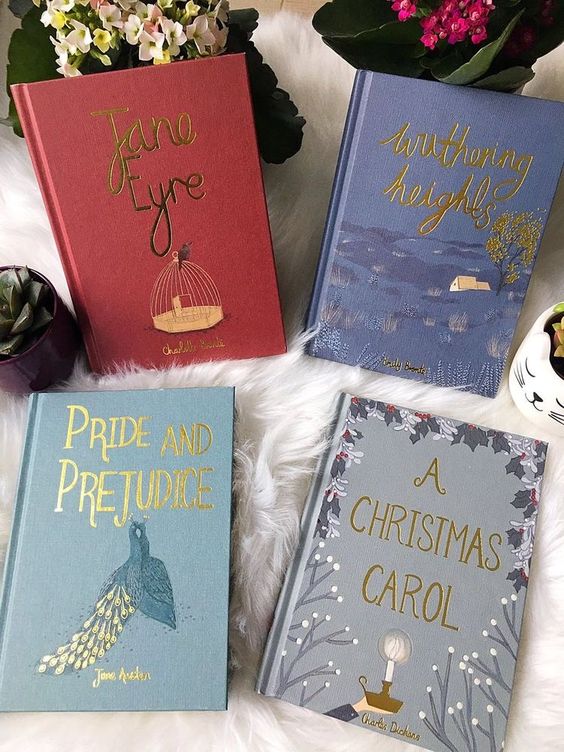 Jane
Eyre
Charlotte Brontë
wuthering
heights
Emily Brontë
PRIDE AND
PREJUDICE
Jane Austen
A
CHRISTMAS
CAROL
Charles Dickens